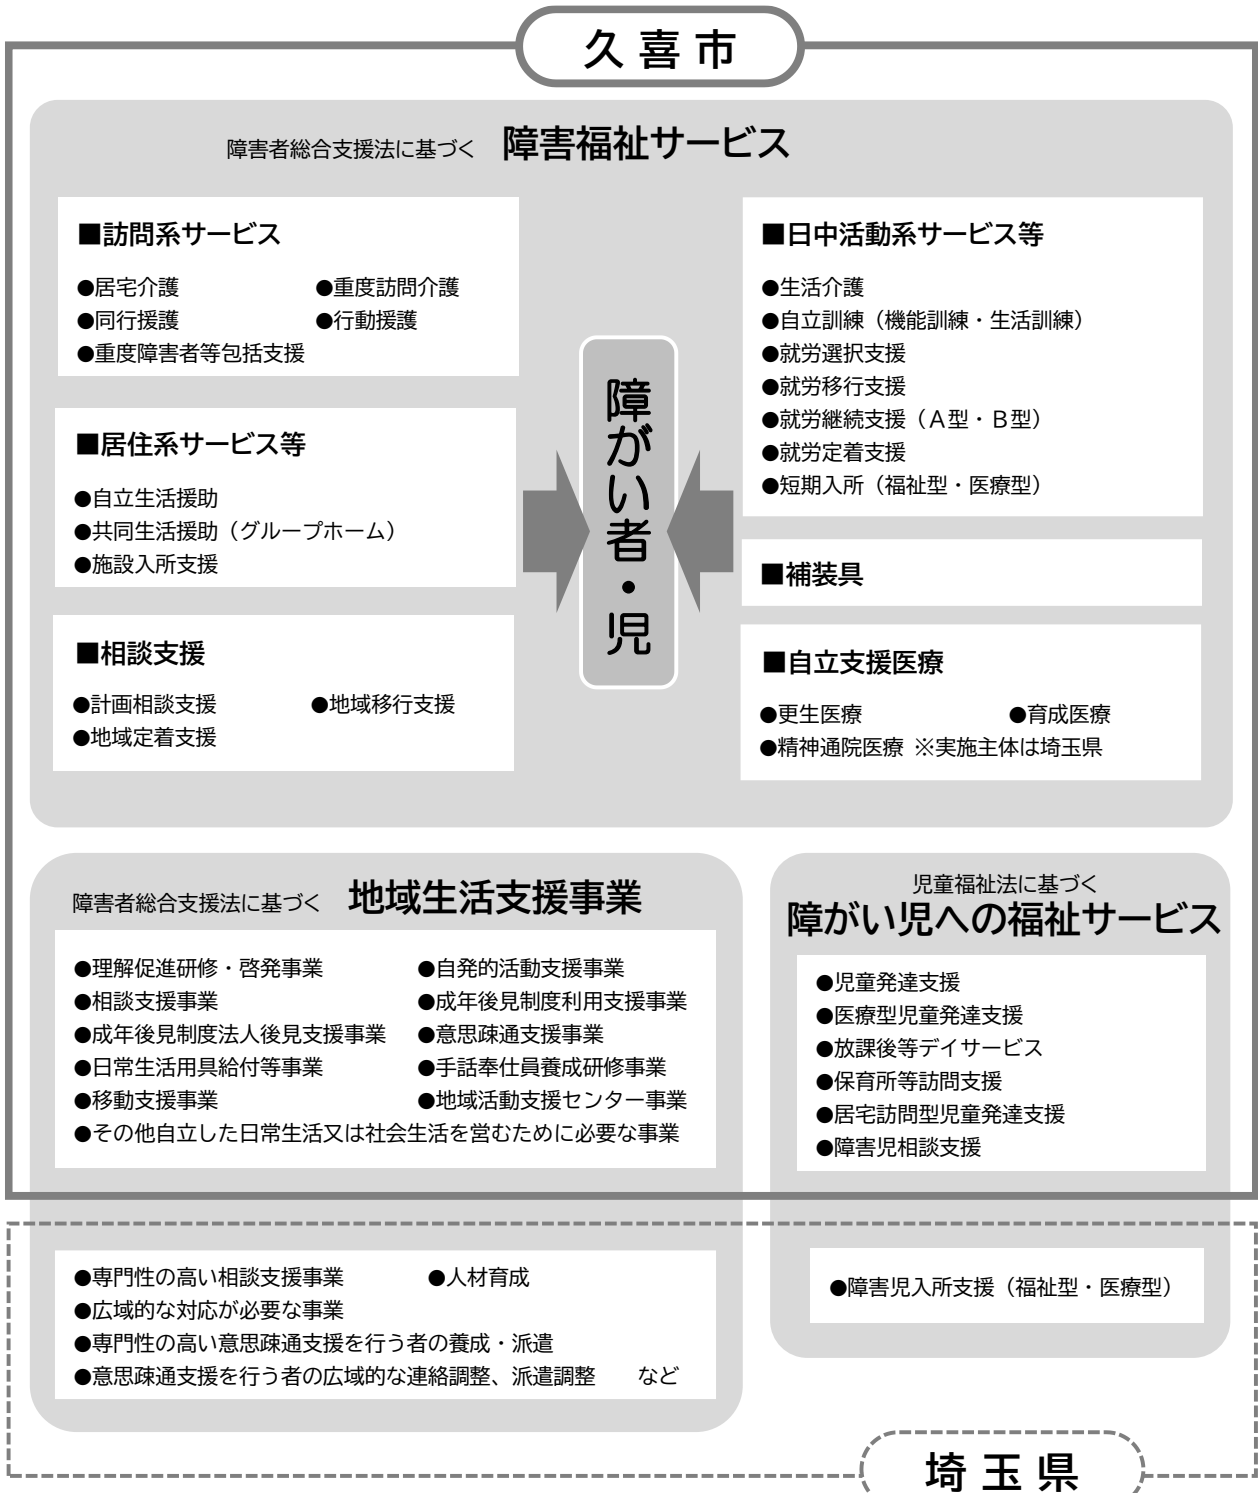 久喜市
障害者総合支援法に基づく 障害福祉サービス
■訪問系サービス
●居宅介護 ●重度訪問介護
●同行援護 ●行動援護
●重度障害者等包括支援
■居住系サービス等
●自立生活援助
●共同生活援助（グループホーム）
●施設入所支援
■相談支援
●計画相談支援 ●地域移行支援
●地域定着支援
障がい者・児
■日中活動系サービス等
●生活介護
●自立訓練（機能訓練・生活訓練）
●就労選択支援
●就労移行支援
●就労継続支援（Ａ型・Ｂ型）
●就労定着支援
●短期入所（福祉型・医療型）
■補装具
■自立支援医療
●更生医療 ●育成医療
●精神通院医療 ※実施主体は埼玉県
障害者総合支援法に基づく 地域生活支援事業
●理解促進研修・啓発事業 ●自発的活動支援事業
●相談支援事業 ●成年後見制度利用支援事業
●成年後見制度法人後見支援事業 ●意思疎通支援事業
●日常生活用具給付等事業 ●手話奉仕員養成研修事業
●移動支援事業 ●地域活動支援センター事業
●その他自立した日常生活又は社会生活を営むために必要な事業
児童福祉法に基づく
障がい児への福祉サービス
●児童発達支援
●医療型児童発達支援
●放課後等デイサービス
●保育所等訪問支援
●居宅訪問型児童発達支援
●障害児相談支援
●専門性の高い相談支援事業 ●人材育成
●広域的な対応が必要な事業
●専門性の高い意思疎通支援を行う者の養成・派遣
●意思疎通支援を行う者の広域的な連絡調整、派遣調整 など
●障害児入所支援（福祉型・医療型）
埼玉県